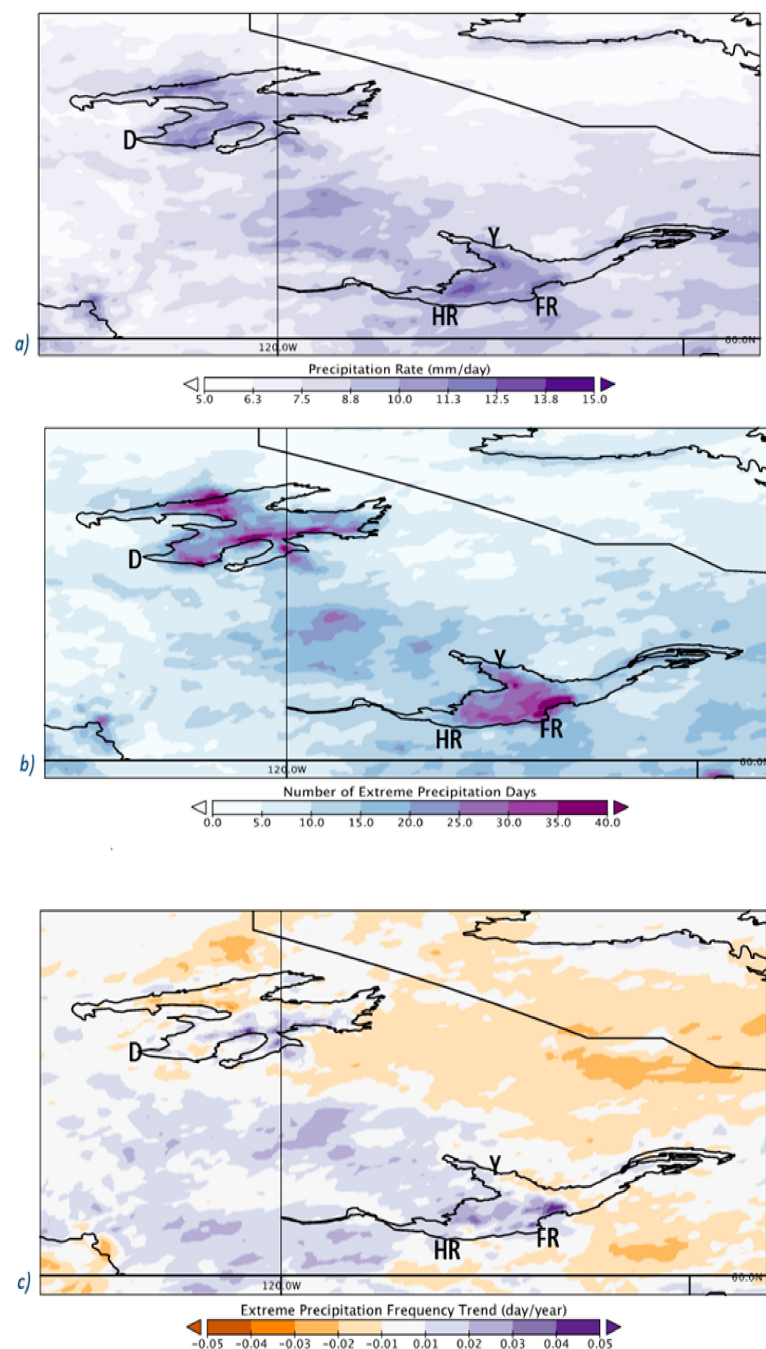 D
Y
HR
FR
a)
120.0W
60.0N
Precipitation Rate (mm/day)
5.0 6.3 7.5 8.8 10.0 11.3 12.5 13.8 15.0
D
Y
HR
FR
b)
120.0W
60.0N
Number of Extreme Precipitation Days
0.0 5.0 10.0 15.0 20.0 25.0 30.0 35.0 40.0
D
Y
HR
FR
c)
120.0W
60.0N
Extreme Precipitation Frequency Trend (day/year)
-0.05 -0.04 -0.03 -0.02 -0.01 0.01 0.02 0.03 0.04 0.05